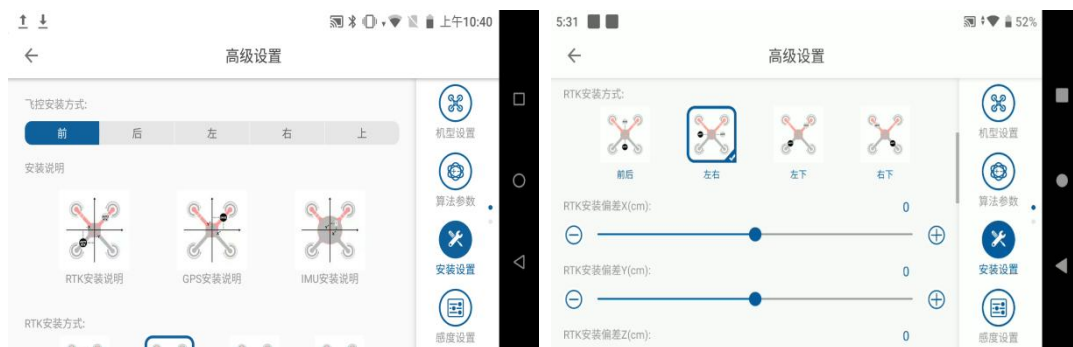 上午10:40
高级设置
飞控安装方式:
前 后 左 右 上
安装说明
RTK安装说明 GPS安装说明 IMU安装说明
RTK安装方式:
机型设置
算法参数
安装设置
感度设置
5:31 52%
高级设置
RTK安装方式:
前后 左右 左下 右下
RTK安装偏差X(cm): 0
RTK安装偏差Y(cm): 0
RTK安装偏差Z(cm): 0
机型设置
算法参数
安装设置
感度设置